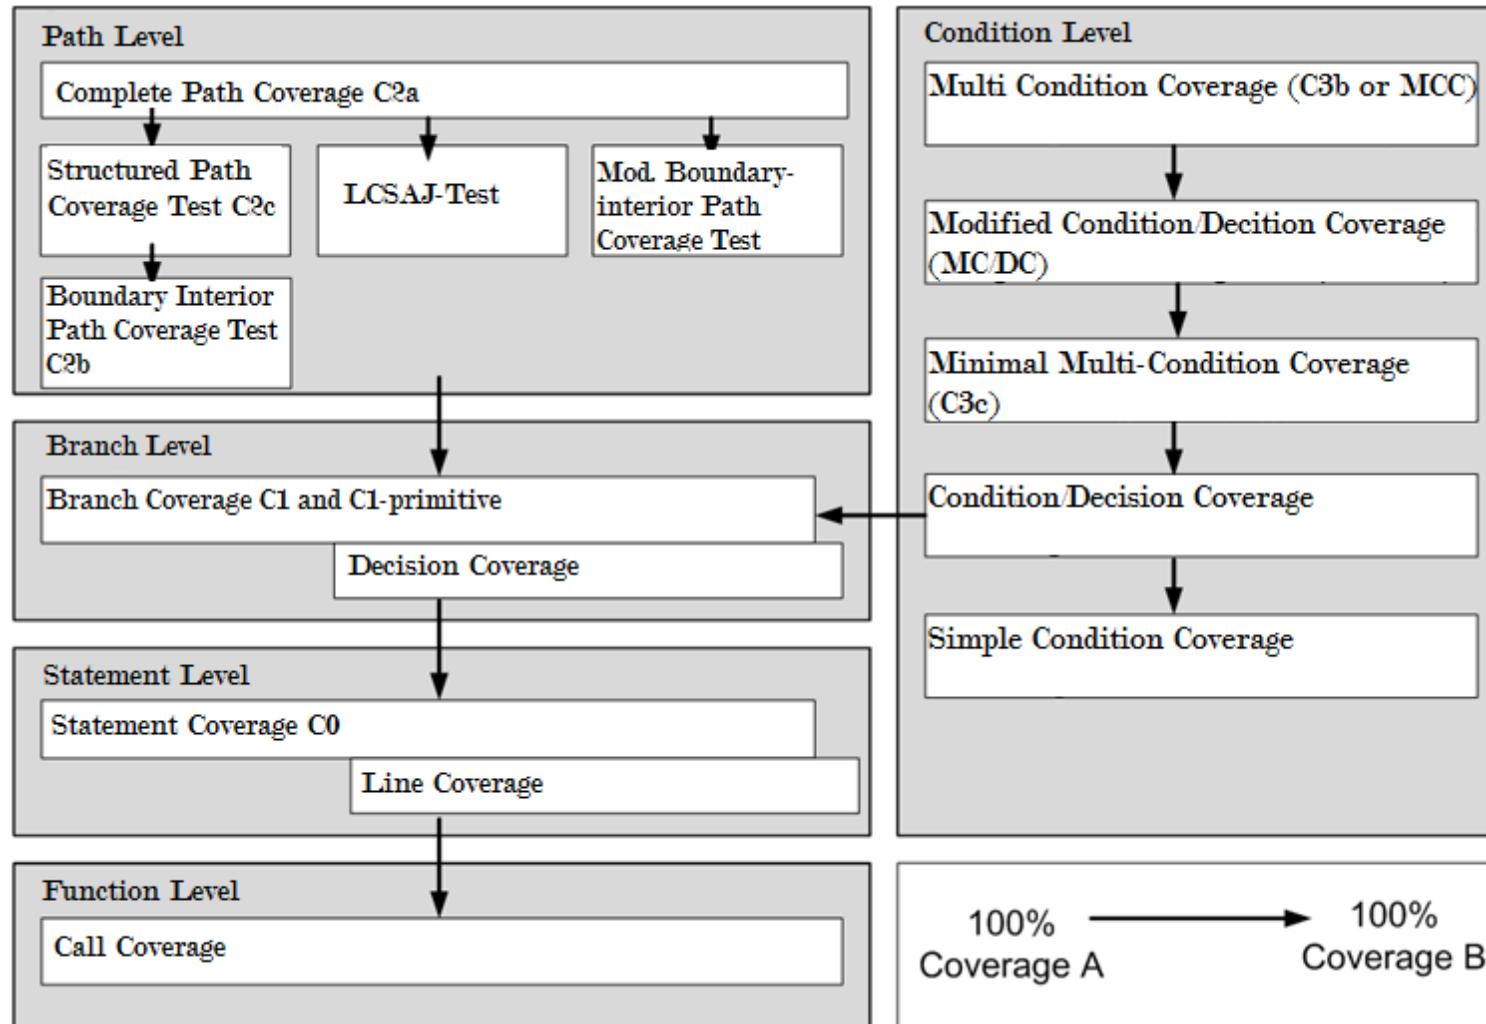 Path Level
Complete Path Coverage C2a
Structured Path
Coverage Test C2c
LCSAJ-Test
Mod. Boundary-
interior Path
Coverage Test
Boundary Interior
Path Coverage Test
C2b
Branch Level
Branch Coverage C1 and C1-primitive
Decision Coverage
Statement Level
Statement Coverage C0
Line Coverage
Function Level
Call Coverage
Condition Level
Multi Condition Coverage (C3b or MCC)
Modified Condition/Decition Coverage
(MC/DC)
Minimal Multi-Condition Coverage
(C3c)
Condition/Decision Coverage
Simple Condition Coverage
100%
Coverage A
100%
Coverage B